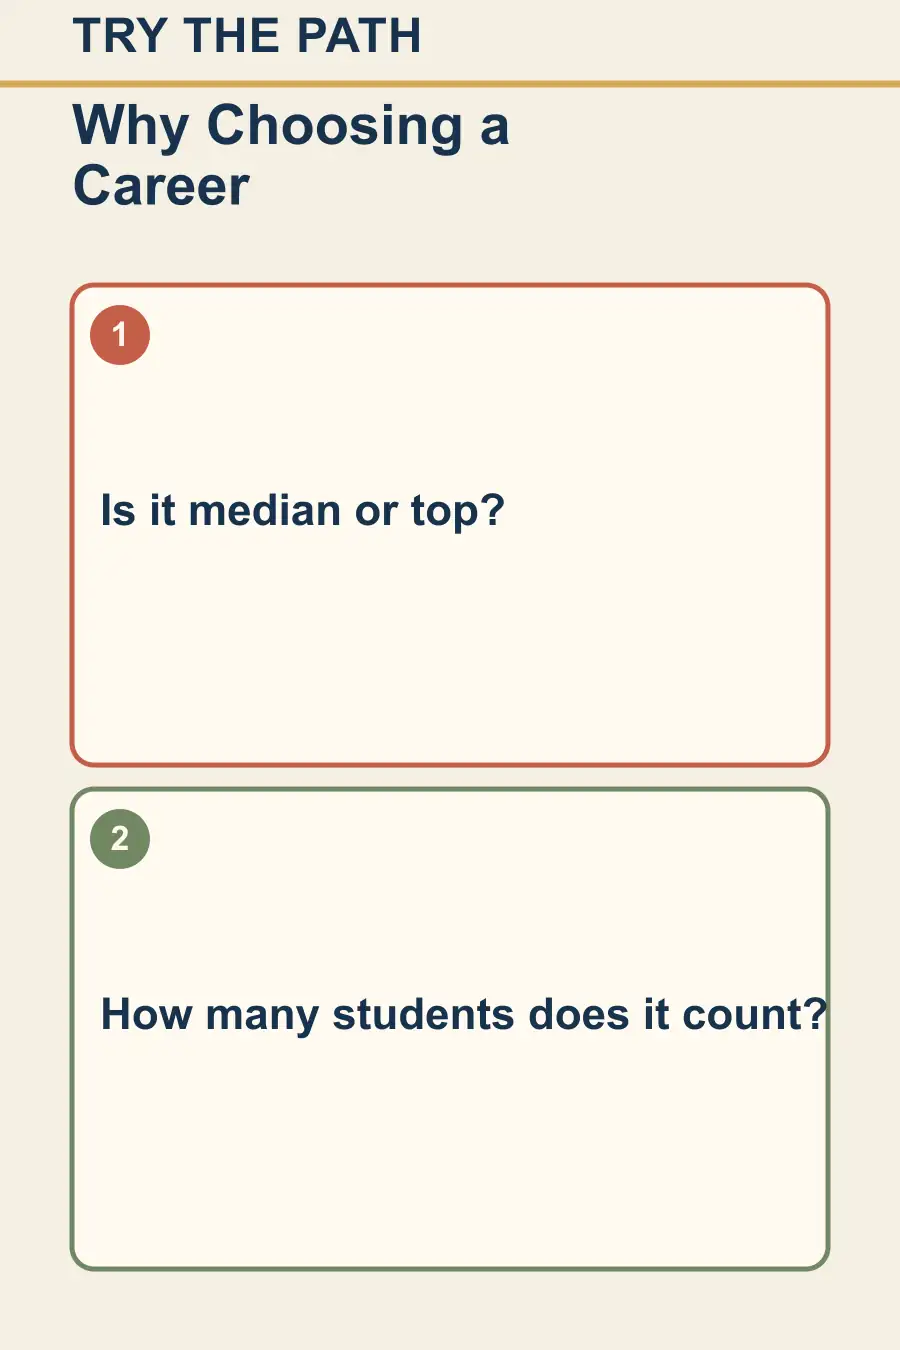 TRY THE PATH
Why Choosing a
Career
1
Is it median or top?
2
How many students does it count?